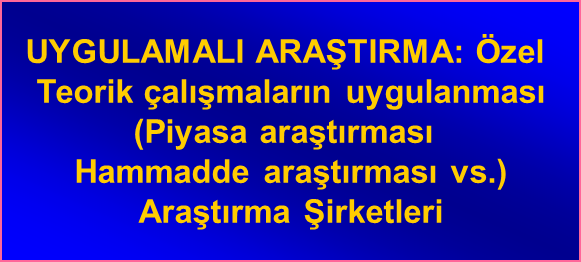 UYGULAMALI ARAŞTIRMA: Özel
Teorik çalışmaların uygulanması
(Piyasa araştırması
Hammadde araştırması vs.)
Araştırma Şirketleri